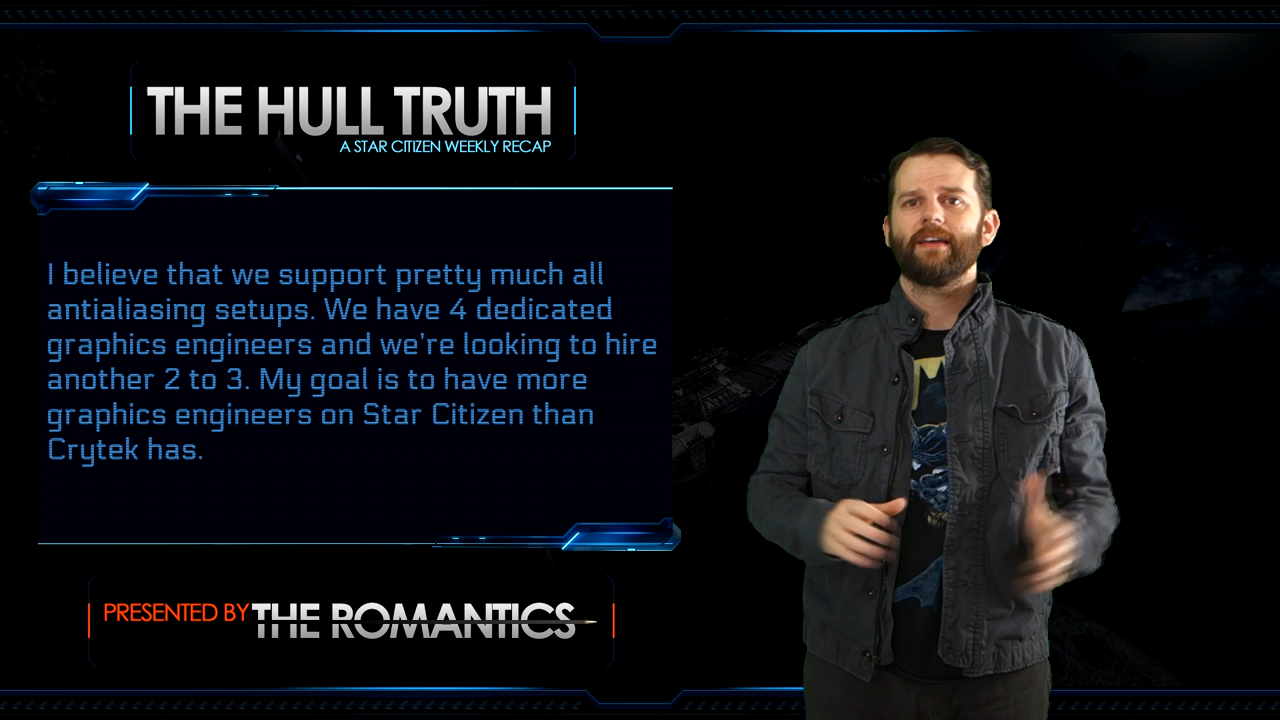 THE HULL TRUTH
A STAR CITIZEN WEEKLY RECAP
I believe that we support pretty much all
antialiasing setups. We have 4 dedicated
graphics engineers and we're looking to hire
another 2 to 3. My goal is to have more
graphics engineers on Star Citizen than
Crytek has.
PRESENTED BY THE ROMANTICS